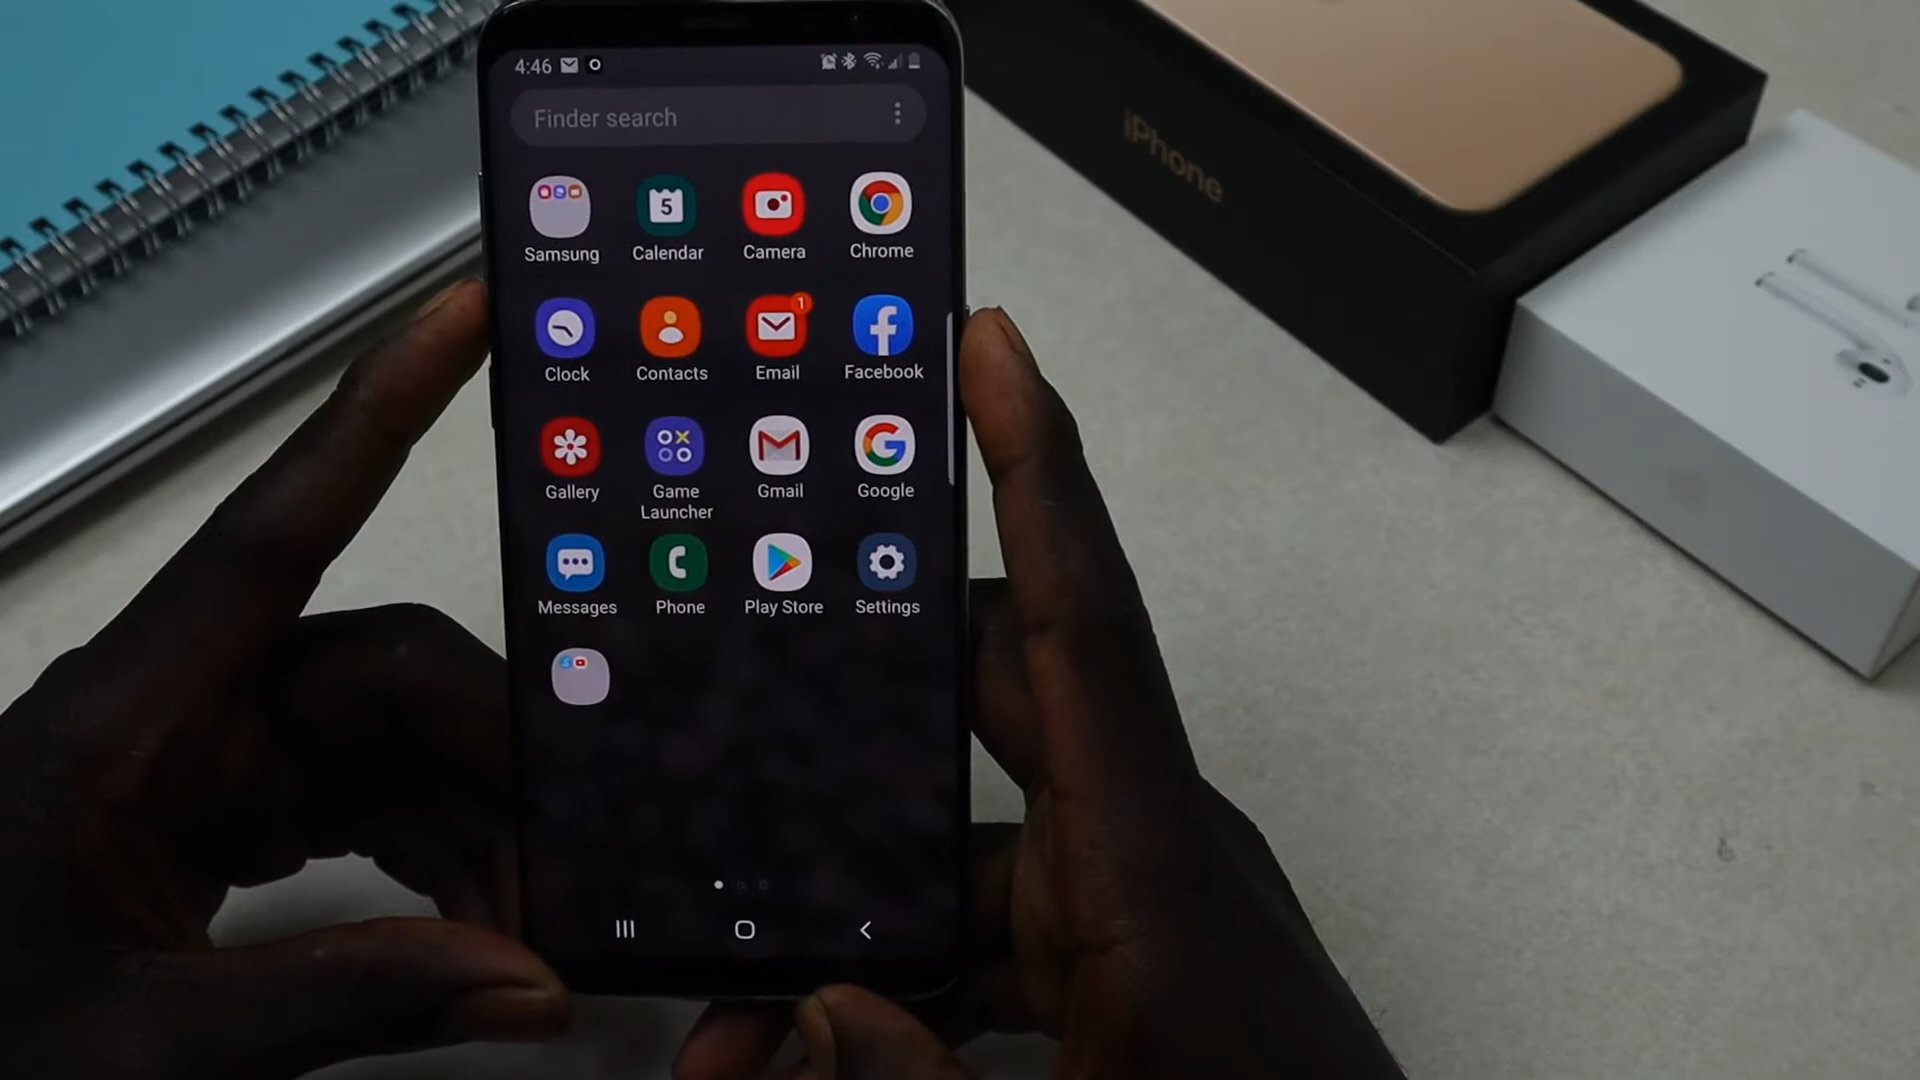 4:46
Finder search
Samsung
Calendar
5
Camera
Chrome
Clock
Contacts
1
Email
Facebook
Gallery
Game
Launcher
Gmail
Google
Messages
Phone
Play Store
Settings
iPhone